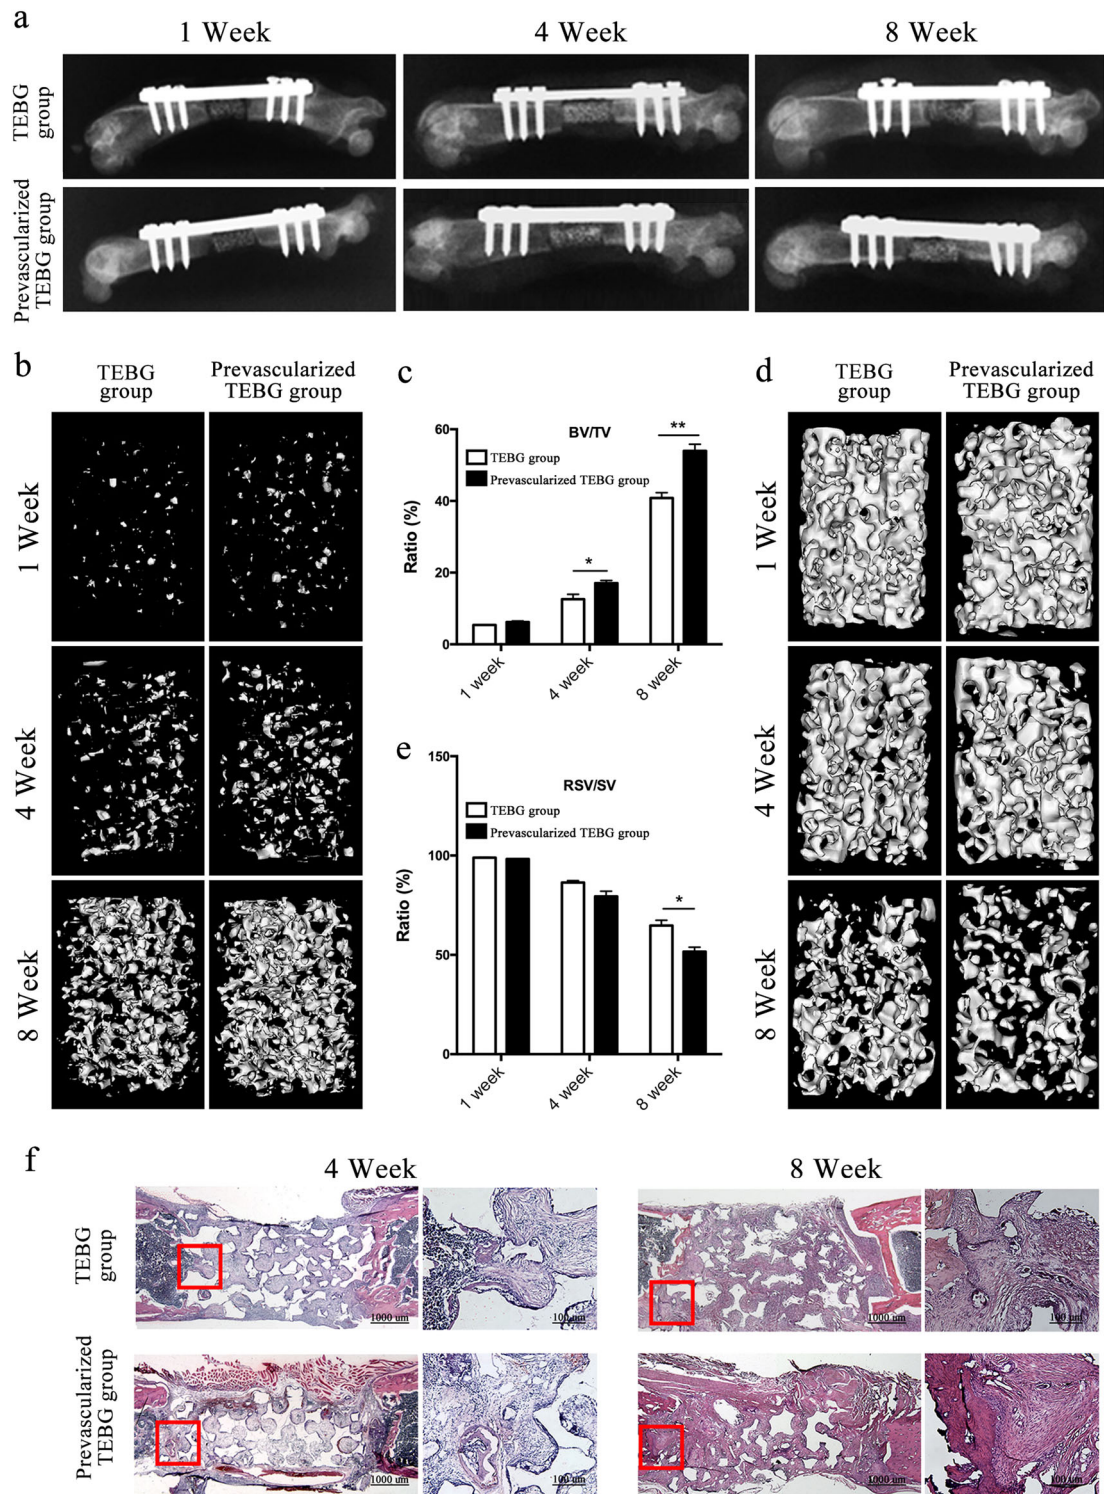 a
1 Week
4 Week
8 Week
TEBG
group
Prevascularized
TEBG group
b
TEBG
group
Prevascularized
TEBG group
1 Week
4 Week
8 Week
c
60
40
20
0
Ratio (%)
BV/TV
TEBG group
Prevascularized TEBG group
*
**
1 week
4 week
8 week
d
TEBG
group
Prevascularized
TEBG group
1 Week
4 Week
8 Week
e
150
100
50
0
Ratio (%)
RSV/SV
TEBG group
Prevascularized TEBG group
*
1 week
4 week
8 week
f
4 Week
8 Week
TEBG
group
1000 um
100 um
1000 um
100 um
Prevascularized
TEBG group
1000 um
100 um
1000 um
100 um